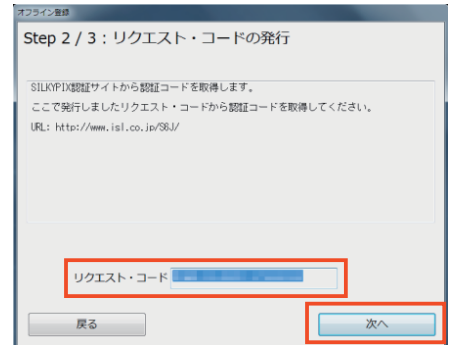 オフライン登録
Step 2 / 3：リクエスト・コードの発行
SILKYPIX認証サイトから認証コードを取得します。
ここで発行しましたリクエスト・コードから認証コードを取得してください。
URL: http://www.isl.co.jp/S6J/
リクエスト・コード
戻る
次へ